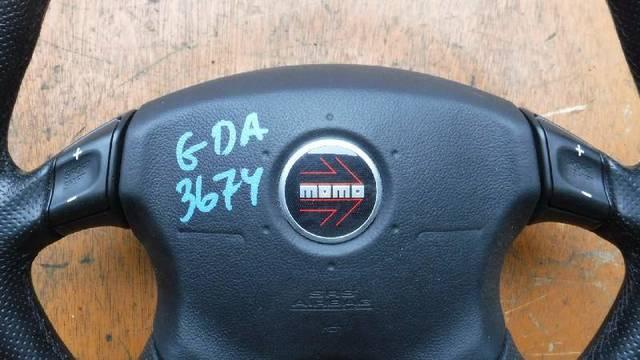 GDA
3674
momo
+
-
+
-
SRS
AIRBAG